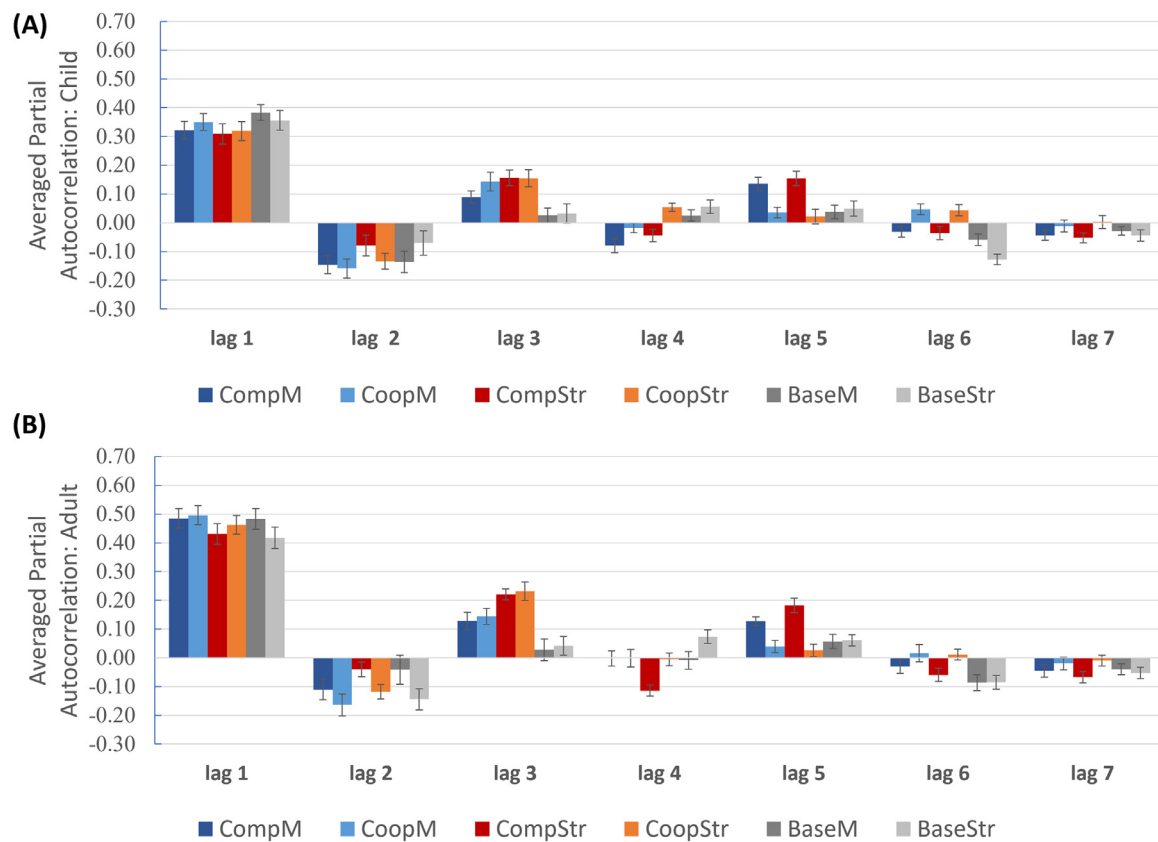 (A)
Averaged Partial
Autocorrelation: Child
0.70
0.60
0.50
0.40
0.30
0.20
0.10
0.00
-0.10
-0.20
-0.30
lag 1 lag 2 lag 3 lag 4 lag 5 lag 6 lag 7
CompM CoopM CompStr CoopStr BaseM BaseStr
(B)
Averaged Partial
Autocorrelation: Adult
0.70
0.60
0.50
0.40
0.30
0.20
0.10
0.00
-0.10
-0.20
-0.30
lag 1 lag 2 lag 3 lag 4 lag 5 lag 6 lag 7
CompM CoopM CompStr CoopStr BaseM BaseStr